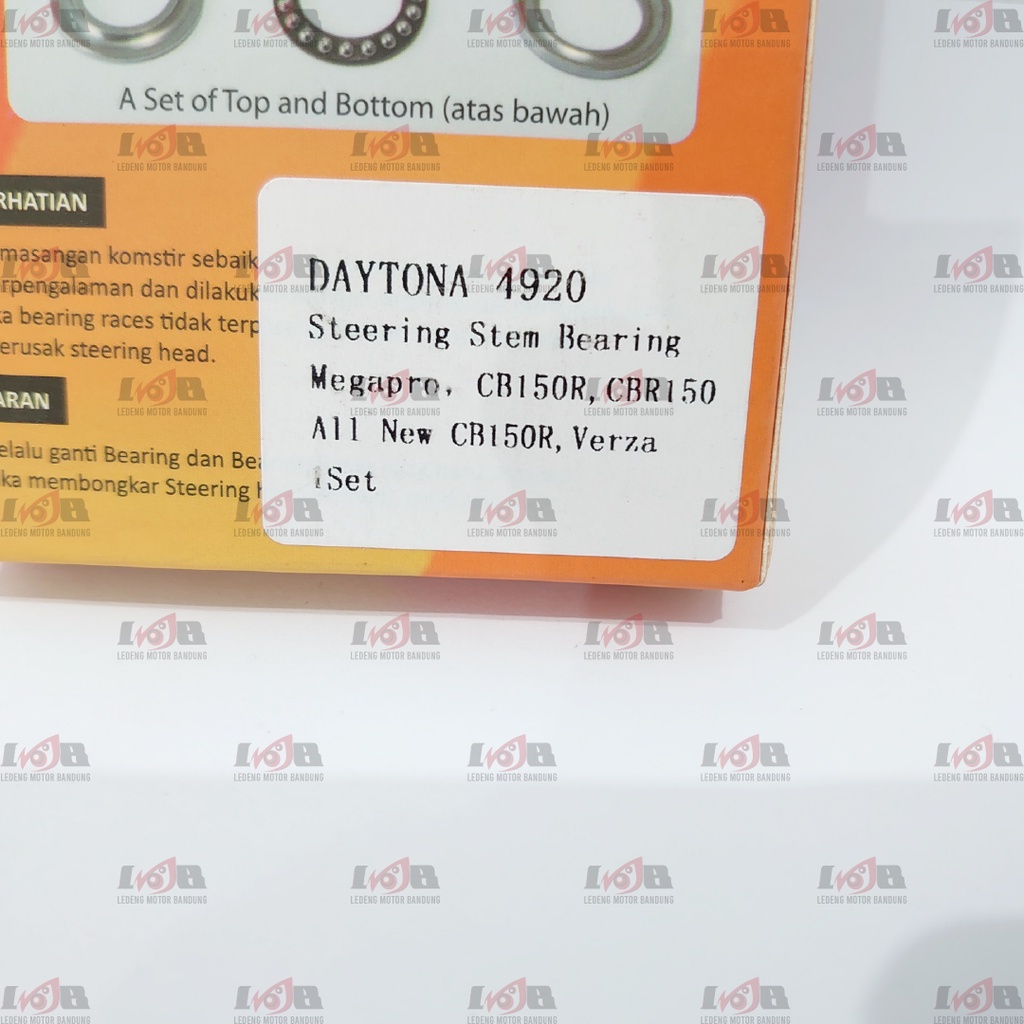 A Set of Top and Bottom (atas bawah)
RHATIAN
masangan komstir sebaik
rpengalaman dan dilakuk
a bearing races tidak terp
erusak steering head.
ARAN
elalu ganti Bearing dan Bea
ka membongkar Steering
DAYTONA 4920
Steering Stem Bearing
Megapro, CB150R, CBR150
All New CB150R, Verza
1Set
LEDENG MOTOR BANDUNG